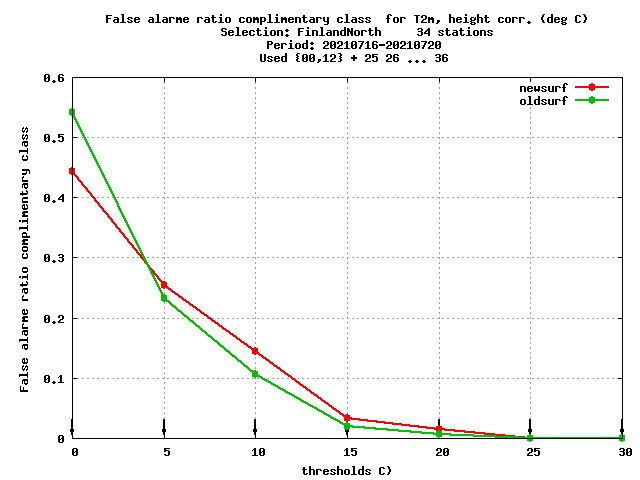 False alarme ratio complimentary class  for T2m, height corr. (deg C)
Selection: FinlandNorth     34 stations
Period: 20210716-20210720
Used {00,12} + 25 26 ... 36
newsurf
oldsurf
False alarme ratio complimentary class
0.6
0.5
0.4
0.3
0.2
0.1
0
0 5 10 15 20 25 30
thresholds C)